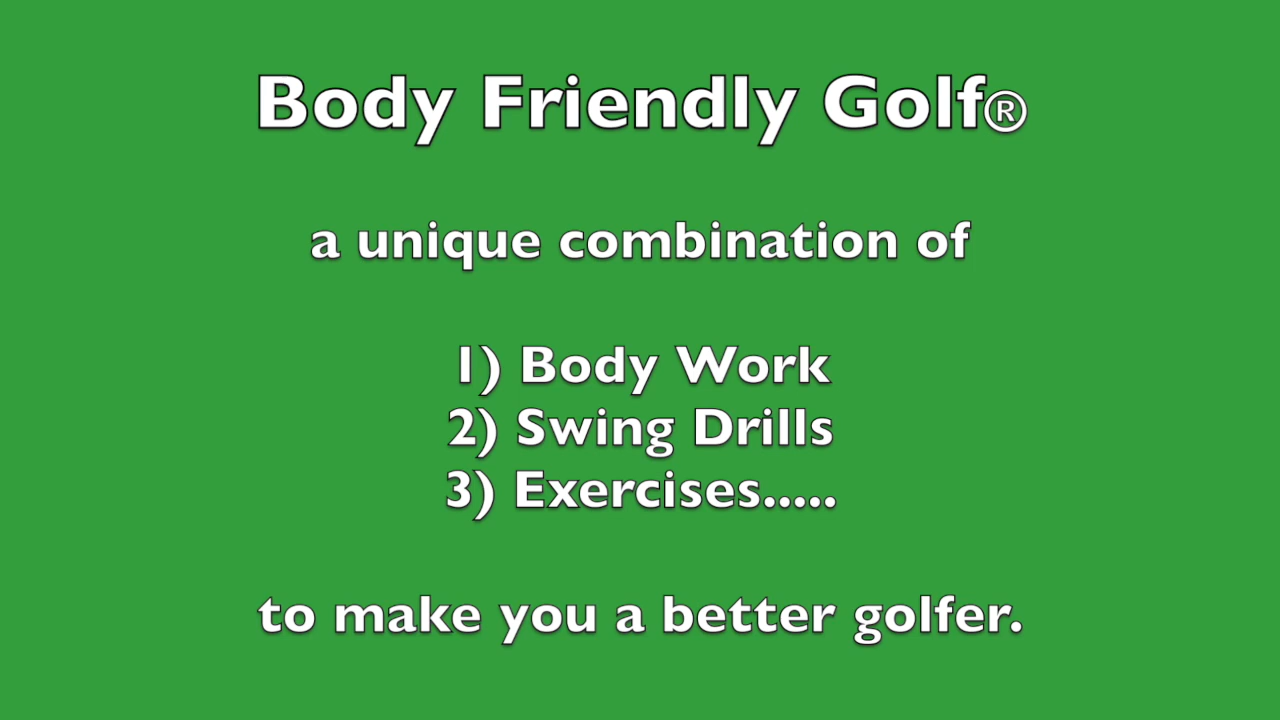 Body Friendly Golf®
a unique combination of
1) Body Work
2) Swing Drills
3) Exercises.....
to make you a better golfer.